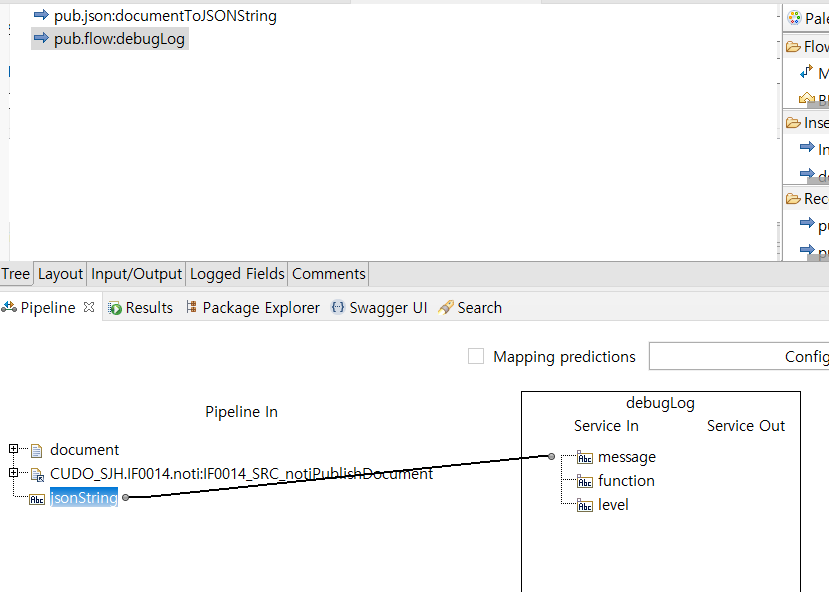 pub.json:documentToJSONString
Pale
pub.flow:debugLog
Flow
M
Inse
In
Rec
Tree Layout Input/Output Logged Fields Comments
Pipeline Results Package Explorer Swagger UI Search
Mapping predictions Config
debugLog
Pipeline In
Service In Service Out
document
message
CUDO_SJH.IF0014.noti:IF0014_SRC_notiPublishDocument
function
Abc jsonString
level